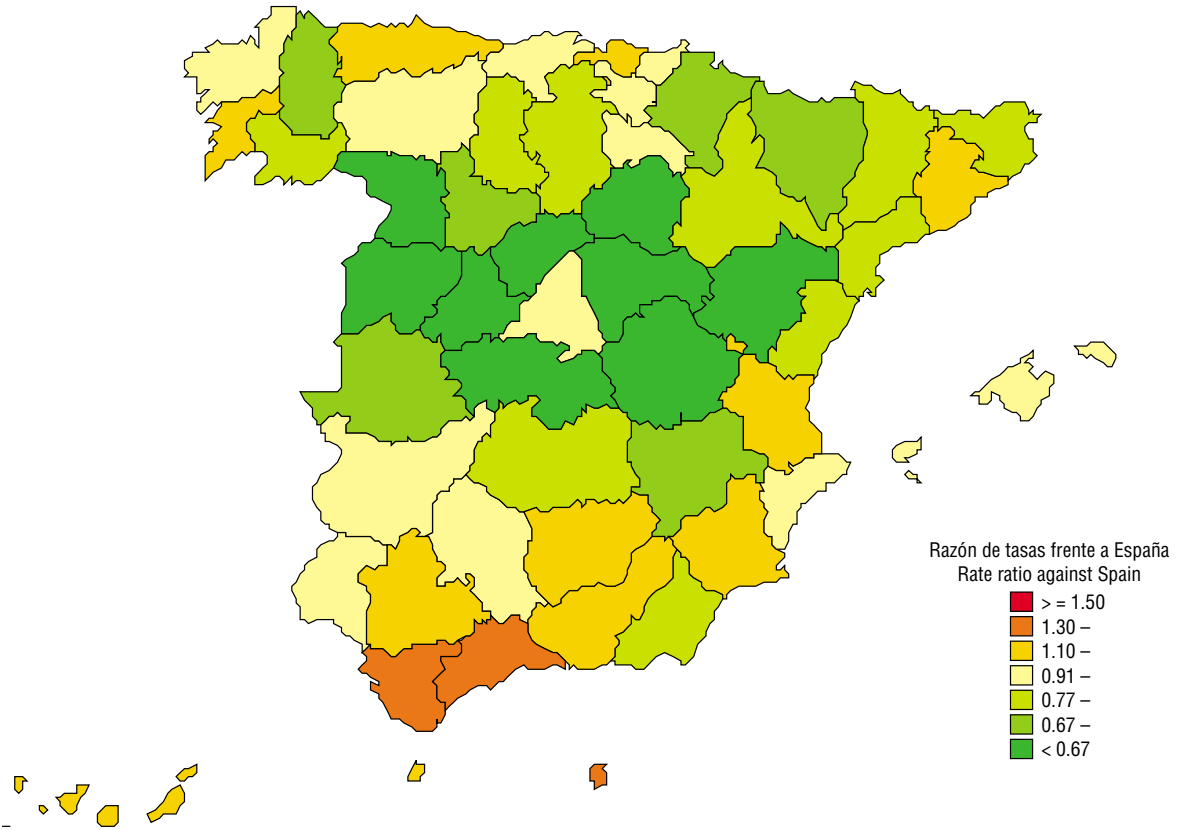 Razón de tasas frente a España
Rate ratio against Spain
> = 1.50
1.30 –
1.10 –
0.91 –
0.77 –
0.67 –
< 0.67